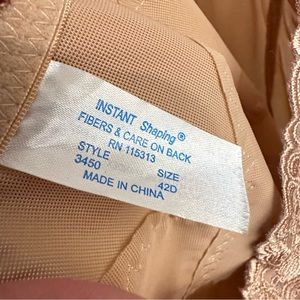 INSTANT Shaping®
FIBERS & CARE ON BACK
RN 115313
STYLE SIZE
3450 42D
MADE IN CHINA